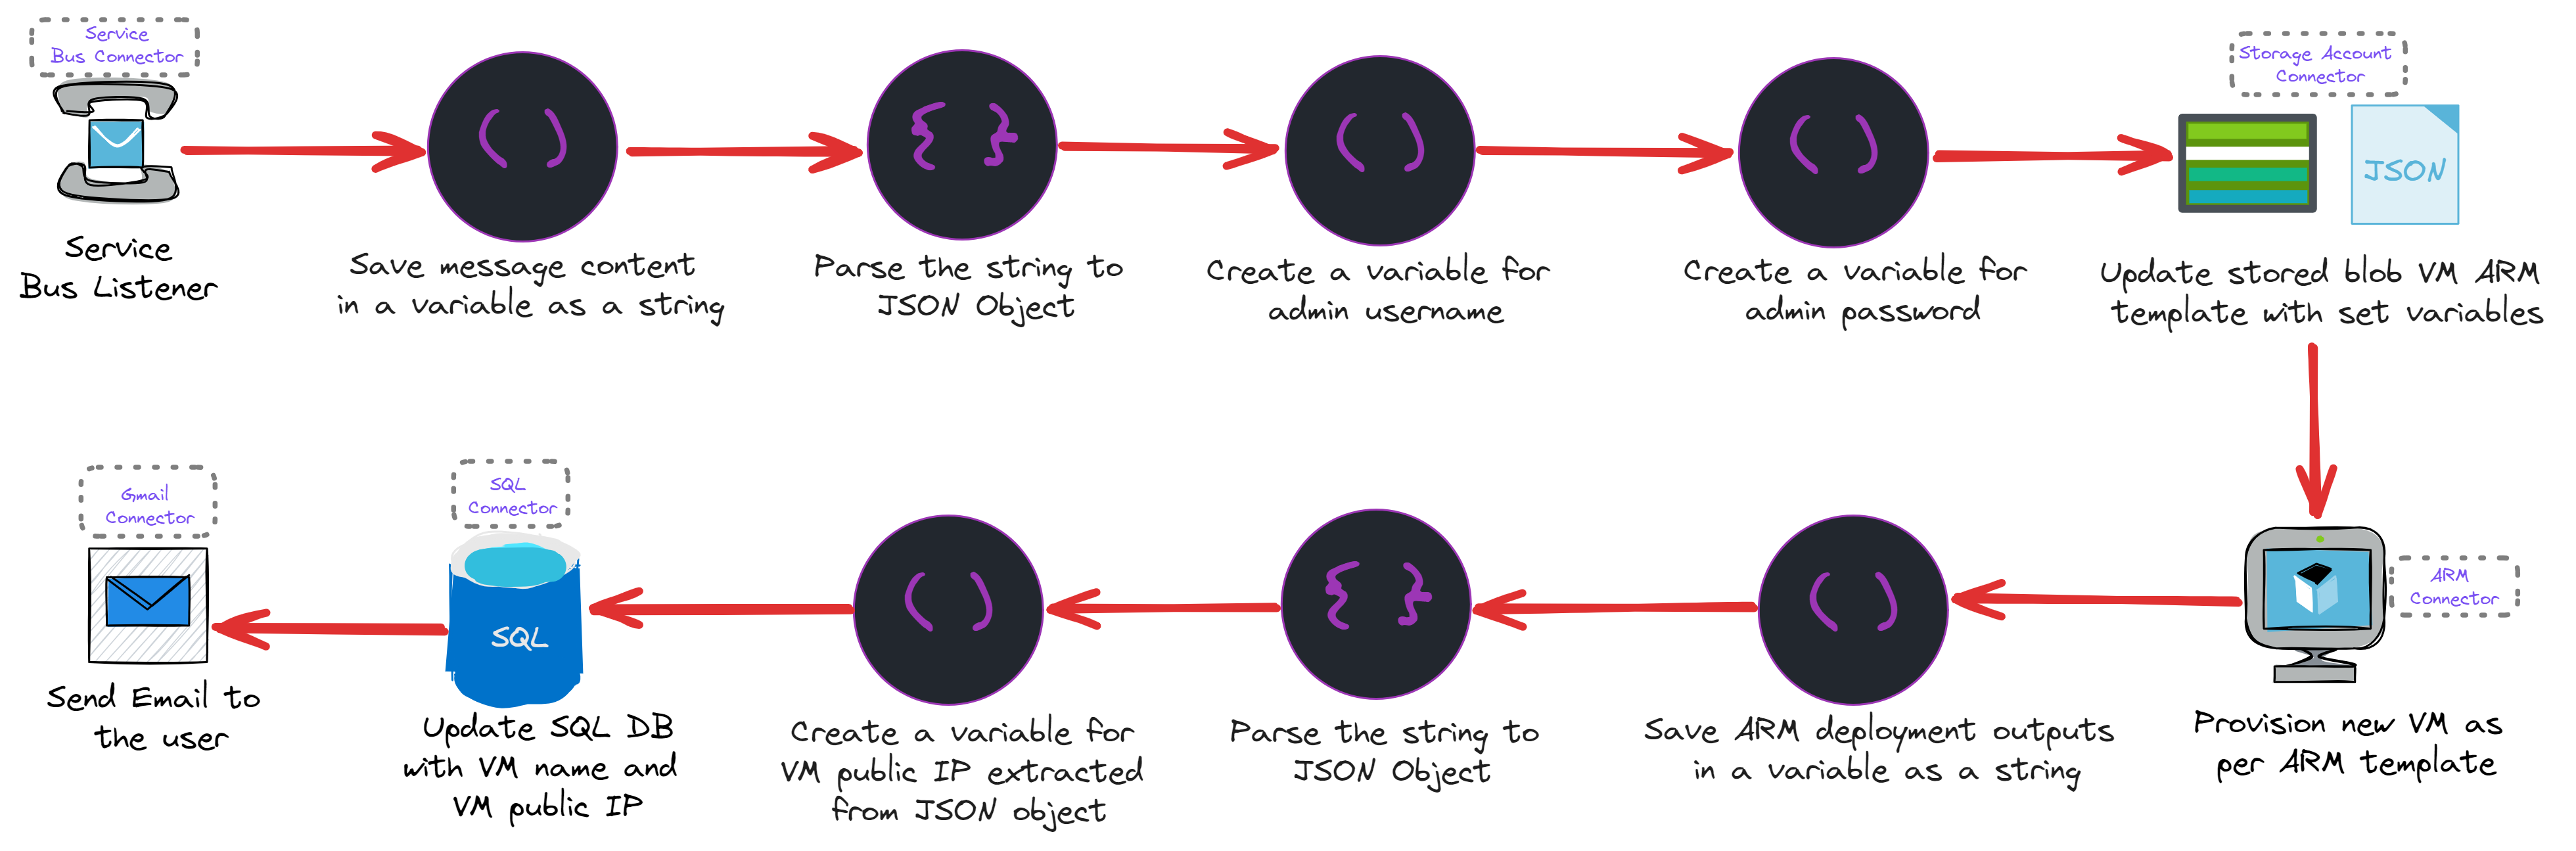 Service
Bus Connector
Service
Bus Listener
Save message content
in a variable as a string
Parse the string to
JSON Object
Create a variable for
admin username
Create a variable for
admin password
Storage Account
Connector
JSON
Update stored blob VM ARM
template with set variables
ARM
Connector
Provision new VM as
per ARM template
Save ARM deployment outputs
in a variable as a string
Parse the string to
JSON Object
Create a variable for
VM public IP extracted
from JSON object
SQL
Connector
SQL
Update SQL DB
with VM name and
VM public IP
Gmail
Connector
Send Email to
the user